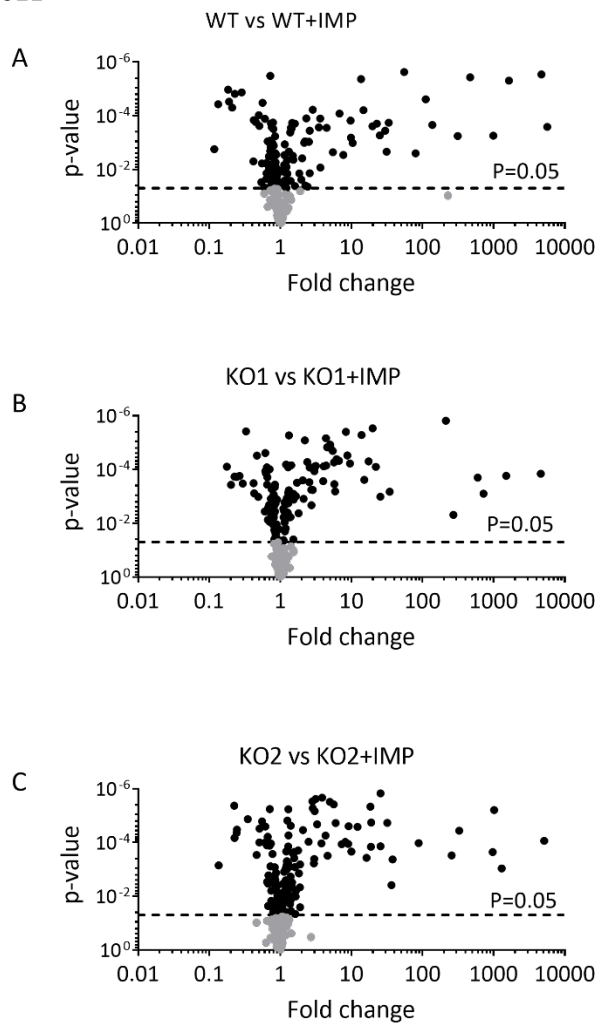 WT vs WT+IMP
A
10-6
10-4
10-2
100
p-value
P=0.05
0.01 0.1 1 10 100 1000 10000
Fold change
KO1 vs KO1+IMP
B
10-6
10-4
10-2
100
p-value
P=0.05
0.01 0.1 1 10 100 1000 10000
Fold change
KO2 vs KO2+IMP
C
10-6
10-4
10-2
100
p-value
P=0.05
0.01 0.1 1 10 100 1000 10000
Fold change